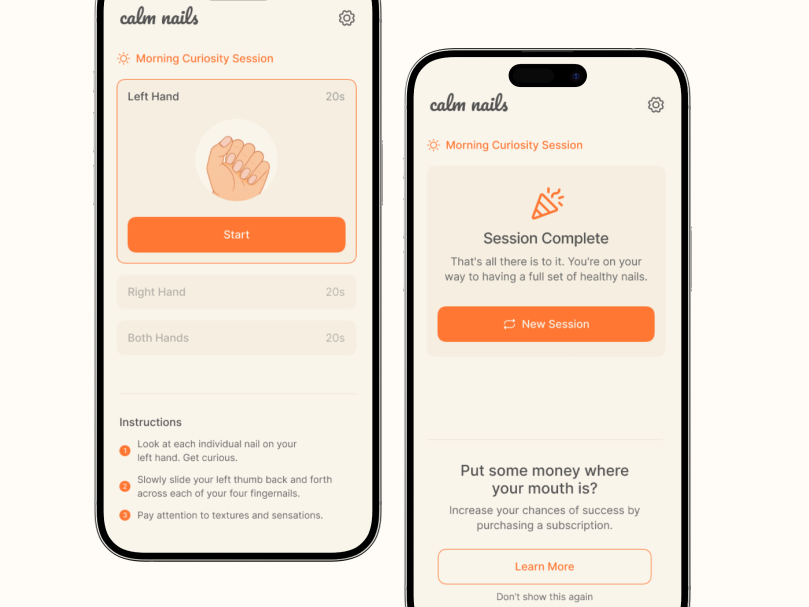 calm nails
Morning Curiosity Session
Left Hand 20s
Start
Right Hand 20s
Both Hands 20s
Instructions
1 Look at each individual nail on your
left hand. Get curious.
2 Slowly slide your left thumb back and forth
across each of your four fingernails.
3 Pay attention to textures and sensations.
calm nails
Morning Curiosity Session
Session Complete
That's all there is to it. You're on your
way to having a full set of healthy nails.
New Session
Put some money where
your mouth is?
Increase your chances of success by
purchasing a subscription.
Learn More
Don't show this again